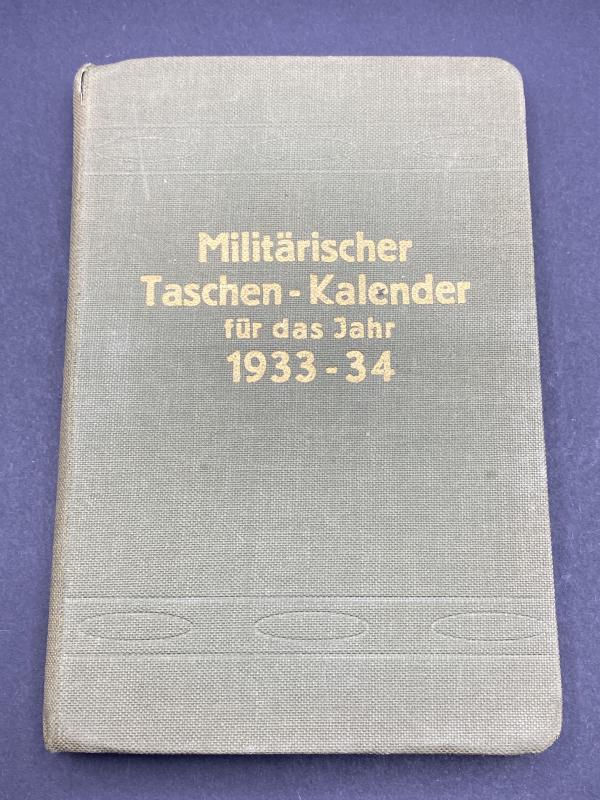 Militärischer
Taschen-Kalender
für das Jahr
1933-34